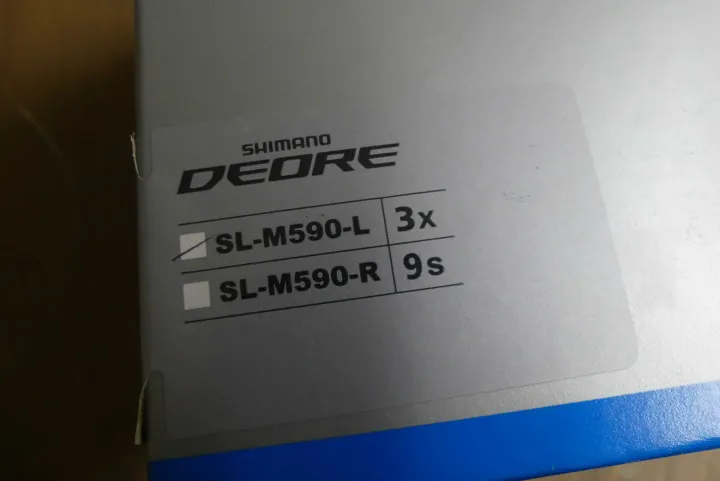 SHIMANO
DEORE
SL-M590-L 3x
SL-M590-R 9s